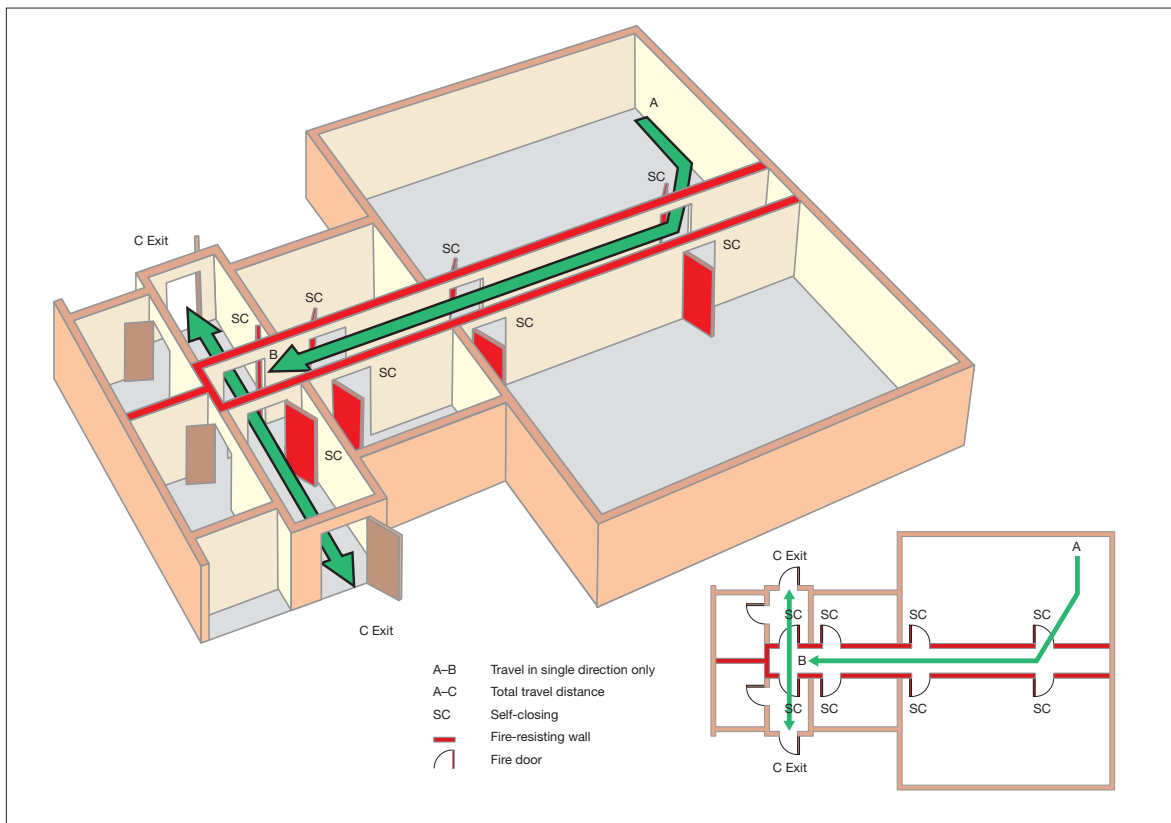 A
SC
C Exit
SC
SC
SC
SC
SC
B
SC
SC
C Exit
A–B Travel in single direction only
A–C Total travel distance
SC Self-closing
Fire-resisting wall
Fire door
A
C Exit
SC SC SC SC
B
SC SC SC SC
C Exit